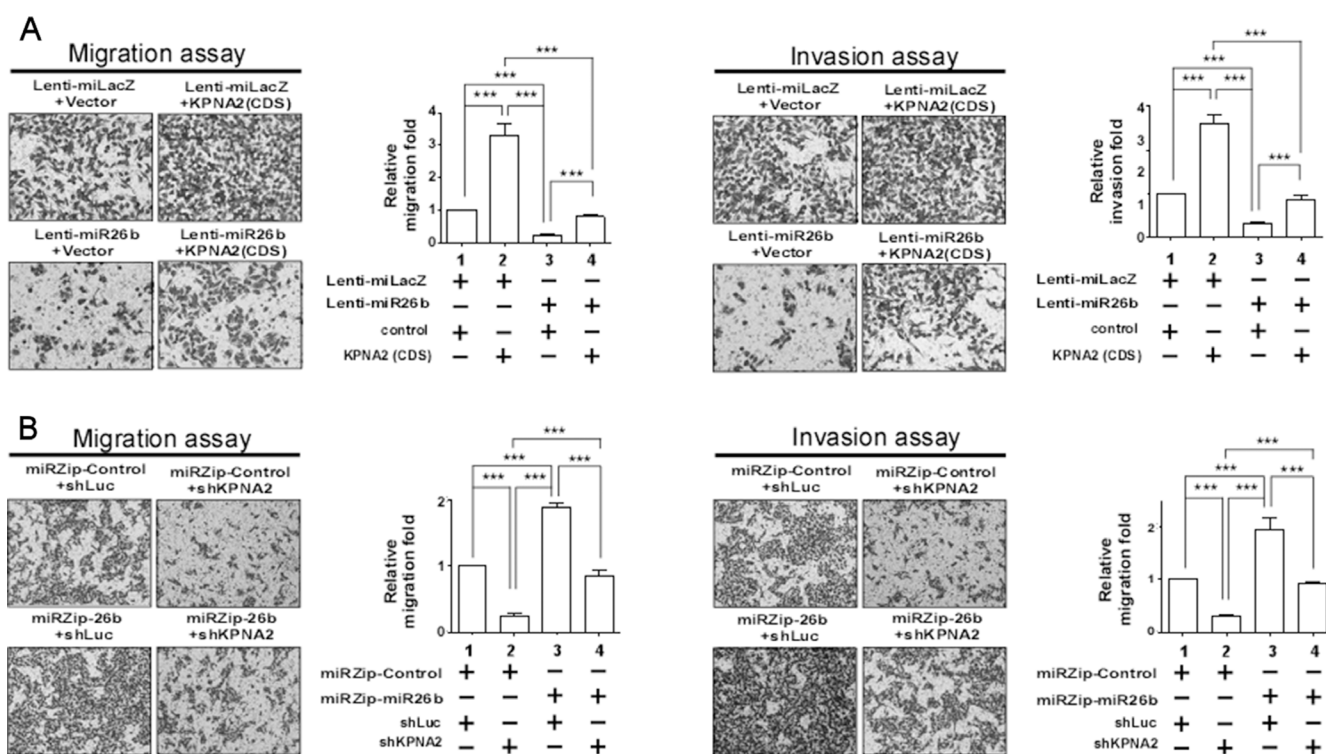 A
Migration assay
Lenti-miLacZ
+Vector
Lenti-miLacZ
+KPNA2(CDS)
Lenti-miR26b
+Vector
Lenti-miR26b
+KPNA2(CDS)
***
***
*** ***
***
Relative
migration fold
4
3
2
1
0
1 2 3 4
Lenti-miLacZ + + − −
Lenti-miR26b − − + +
control + − + −
KPNA2 (CDS) − + − +
Invasion assay
Lenti-miLacZ
+Vector
Lenti-miLacZ
+KPNA2(CDS)
Lenti-miR26b
+Vector
Lenti-miR26b
+KPNA2(CDS)
***
***
*** ***
***
Relative
invasion fold
4
3
2
1
0
1 2 3 4
Lenti-miLacZ + + − −
Lenti-miR26b − − + +
control + − + −
KPNA2 (CDS) − + − +
B
Migration assay
miRZip-Control
+shLuc
miRZip-Control
+shKPNA2
miRZip-26b
+shLuc
miRZip-26b
+shKPNA2
***
***
*** *** ***
Relative
migration fold
2
1
0
1 2 3 4
miRZip-Control + + − −
miRZip-miR26b − − + +
shLuc + − + −
shKPNA2 − + − +
Invasion assay
miRZip-Control
+shLuc
miRZip-Control
+shKPNA2
miRZip-26b
+shLuc
miRZip-26b
+shKPNA2
***
***
*** *** ***
Relative
migration fold
2
1
0
1 2 3 4
miRZip-Control + + − −
miRZip-miR26b − − + +
shLuc + − + −
shKPNA2 − + − +